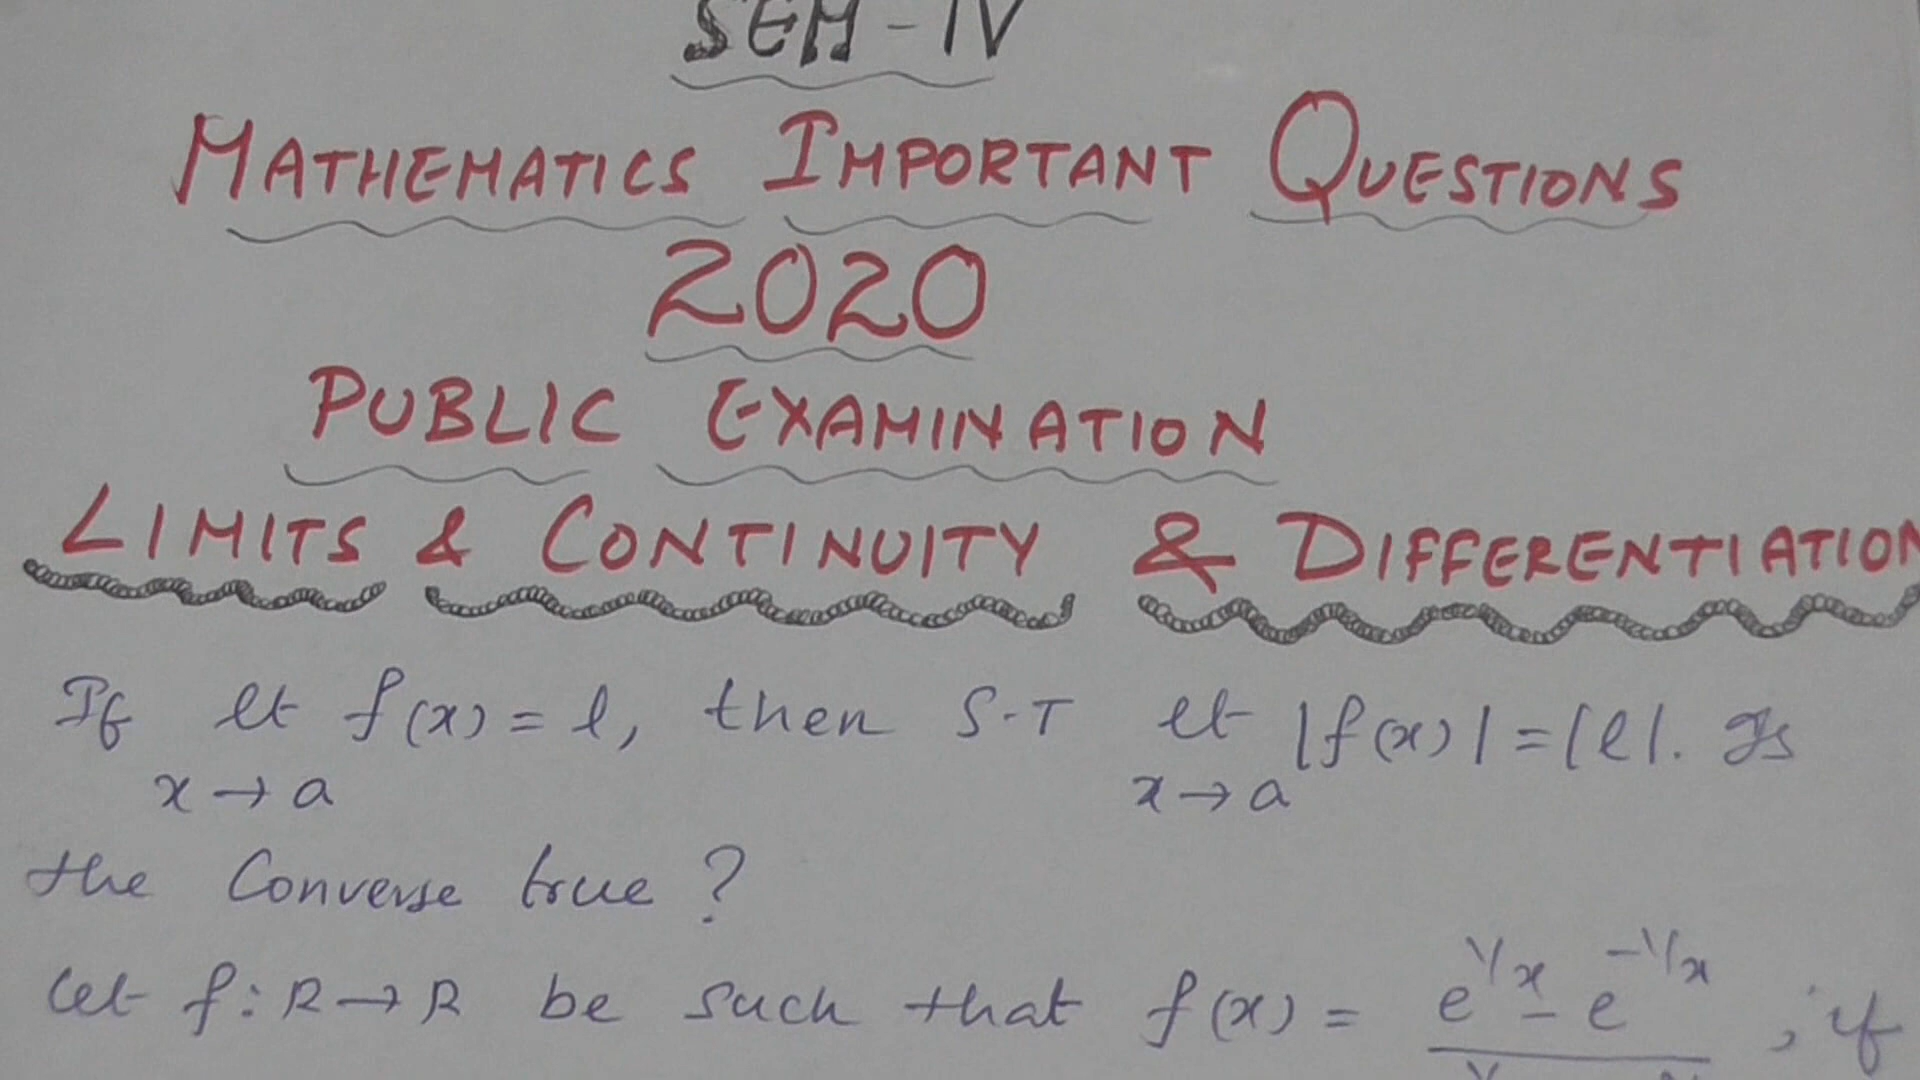 SEM - IV
MATHEMATICS IMPORTANT QUESTIONS
2020
PUBLIC EXAMINATION
LIMITS & CONTINUITY & DIFFERENTIATION
If lt f(x) = l, then S.T lt |f(x)| = |l|. Is
x → a x → a
the Converse true ?
Let f : R → R be such that f(x) = e^1/x - e^-1/x ; if